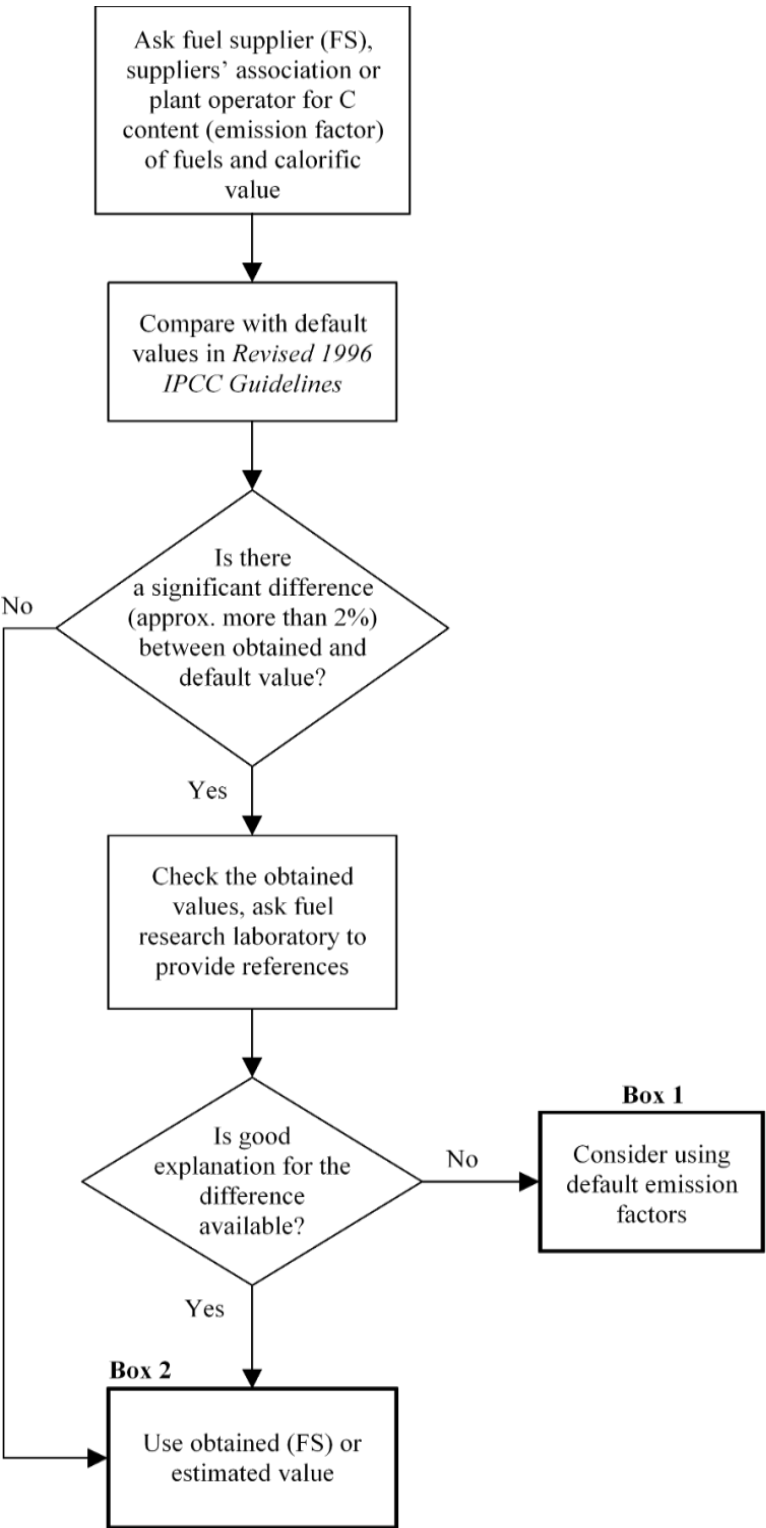 Ask fuel supplier (FS),
suppliers’ association or
plant operator for C
content (emission factor)
of fuels and calorific
value
Compare with default
values in Revised 1996
IPCC Guidelines
Is there
a significant difference
(approx. more than 2%)
between obtained and
default value?
No
Yes
Check the obtained
values, ask fuel
research laboratory to
provide references
Is good
explanation for the
difference
available?
No
Box 1
Consider using
default emission
factors
Yes
Box 2
Use obtained (FS) or
estimated value